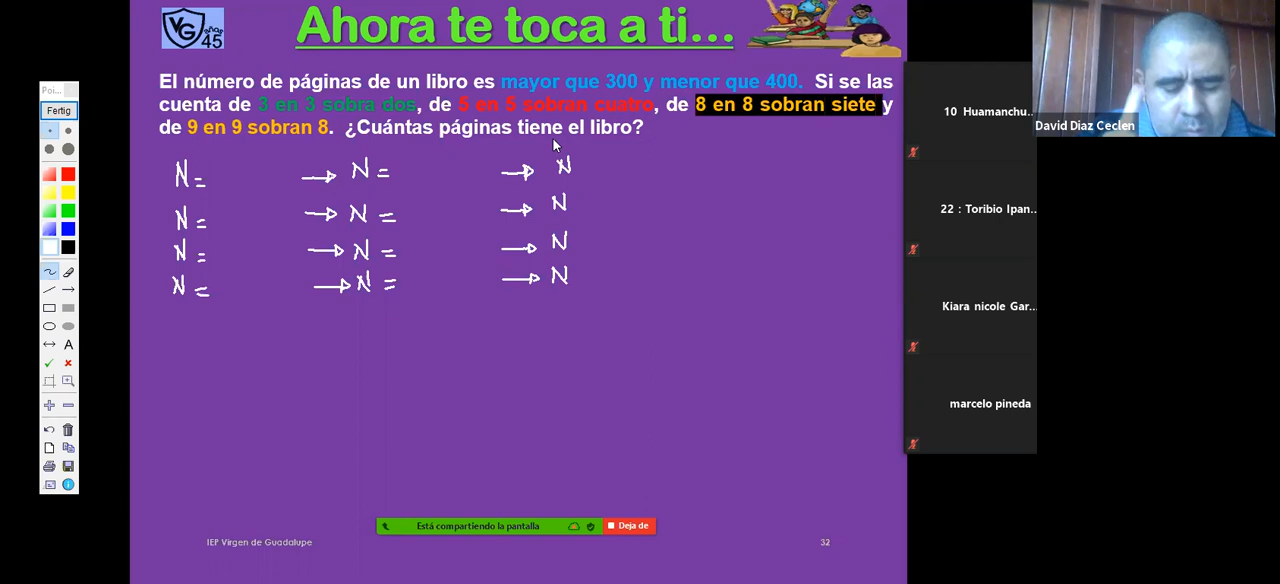 VG
años
45
Ahora te toca a ti...
El número de páginas de un libro es mayor que 300 y menor que 400. Si se las
cuenta de 3 en 3 sobra dos, de 5 en 5 sobran cuatro, de 8 en 8 sobran siete y
de 9 en 9 sobran 8. ¿Cuántas páginas tiene el libro?
N = → N = → N
N = → N = → N
N = → N = → N
N = → N = → N
Poi...
Fertig
A
10 Huamanchu...
David Diaz Ceclen
22 : Toribio Ipan...
Kiara nicole Gar...
marcelo pineda
Está compartiendo la pantalla
Deja de
IEP Virgen de Guadalupe
32